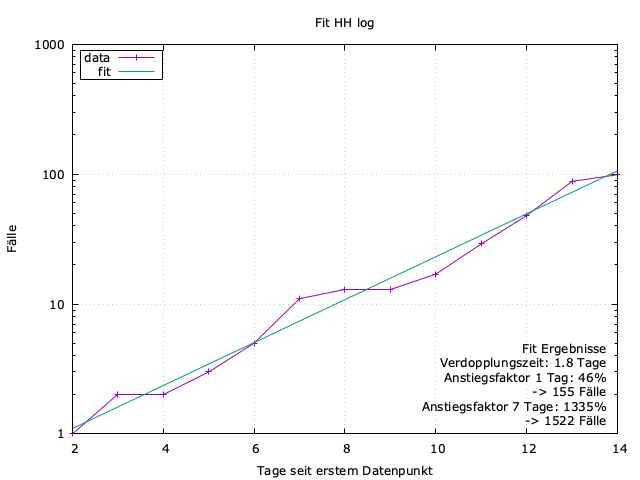 Fit HH log
1000
100
10
1
Fälle
data
fit
Fit Ergebnisse
Verdopplungszeit: 1.8 Tage
Anstiegsfaktor 1 Tag: 46%
-> 155 Fälle
Anstiegsfaktor 7 Tage: 1335%
-> 1522 Fälle
2 4 6 8 10 12 14
Tage seit erstem Datenpunkt